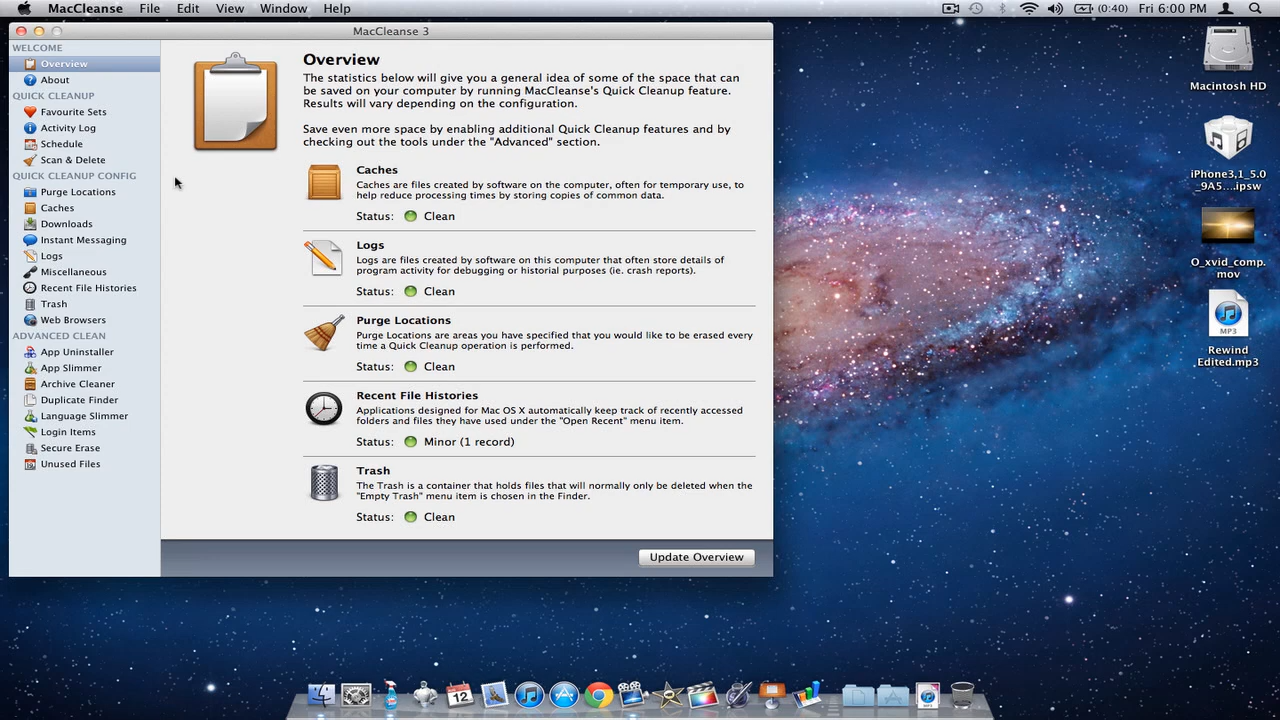 MacCleanse File Edit View Window Help (0:40) Fri 6:00 PM
MacCleanse 3
WELCOME
Overview
About
QUICK CLEANUP
Favourite Sets
Activity Log
Schedule
Scan & Delete
QUICK CLEANUP CONFIG
Purge Locations
Caches
Downloads
Instant Messaging
Logs
Miscellaneous
Recent File Histories
Trash
Web Browsers
ADVANCED CLEAN
App Uninstaller
App Slimmer
Archive Cleaner
Duplicate Finder
Language Slimmer
Login Items
Secure Erase
Unused Files
Overview
The statistics below will give you a general idea of some of the space that can
be saved on your computer by running MacCleanse's Quick Cleanup feature.
Results will vary depending on the configuration.
Save even more space by enabling additional Quick Cleanup features and by
checking out the tools under the "Advanced" section.
Caches
Caches are files created by software on the computer, often for temporary use, to
help reduce processing times by storing copies of common data.
Status: Clean
Logs
Logs are files created by software on this computer that often store details of
program activity for debugging or historical purposes (ie. crash reports).
Status: Clean
Purge Locations
Purge Locations are areas you have specified that you would like to be erased every
time a Quick Cleanup operation is performed.
Status: Clean
Recent File Histories
Applications designed for Mac OS X automatically keep track of recently accessed
folders and files they have used under the "Open Recent" menu item.
Status: Minor (1 record)
Trash
The Trash is a container that holds files that will normally only be deleted when the
"Empty Trash" menu item is chosen in the Finder.
Status: Clean
Update Overview
Macintosh HD
iPhone3,1_5.0
_9A5....ipsw
O_xvid_comp.
mov
MP3
Rewind
Edited.mp3
12